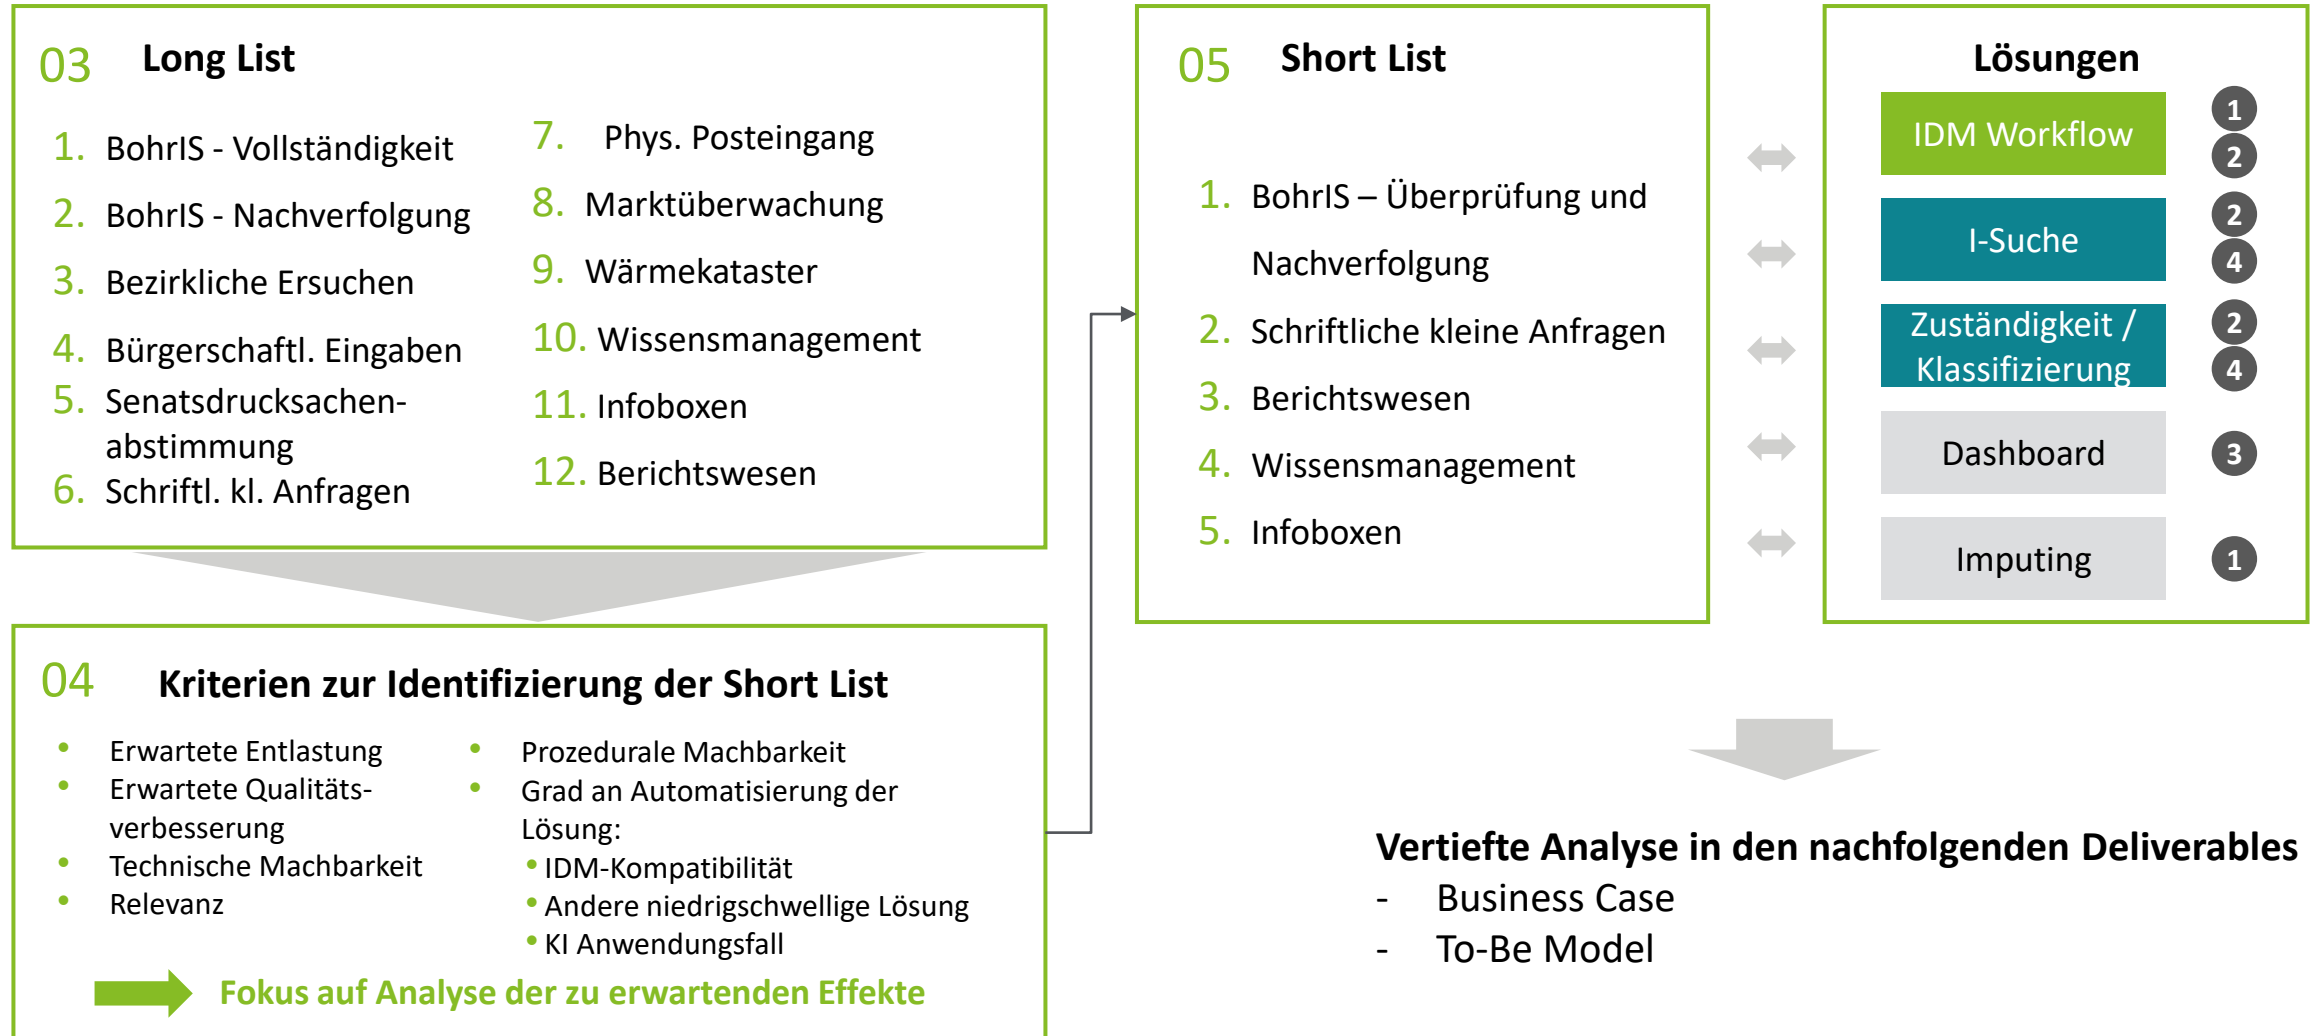 03 Long List
1. BohrIS - Vollständigkeit
2. BohrIS - Nachverfolgung
3. Bezirkliche Ersuchen
4. Bürgerschaftl. Eingaben
5. Senatsdrucksachen-
abstimmung
6. Schriftl. kl. Anfragen
7. Phys. Posteingang
8. Marktüberwachung
9. Wärmekataster
10. Wissensmanagement
11. Infoboxen
12. Berichtswesen
04 Kriterien zur Identifizierung der Short List
• Erwartete Entlastung
• Erwartete Qualitäts-
verbesserung
• Technische Machbarkeit
• Relevanz
• Prozedurale Machbarkeit
• Grad an Automatisierung der
Lösung:
• IDM-Kompatibilität
• Andere niedrigschwellige Lösung
• KI Anwendungsfall
Fokus auf Analyse der zu erwartenden Effekte
05 Short List
1. BohrIS – Überprüfung und
Nachverfolgung
2. Schriftliche kleine Anfragen
3. Berichtswesen
4. Wissensmanagement
5. Infoboxen
Lösungen
IDM Workflow
1
2
I-Suche
2
4
Zuständigkeit /
Klassifizierung
2
4
Dashboard
3
Imputing
1
Vertiefte Analyse in den nachfolgenden Deliverables
- Business Case
- To-Be Model